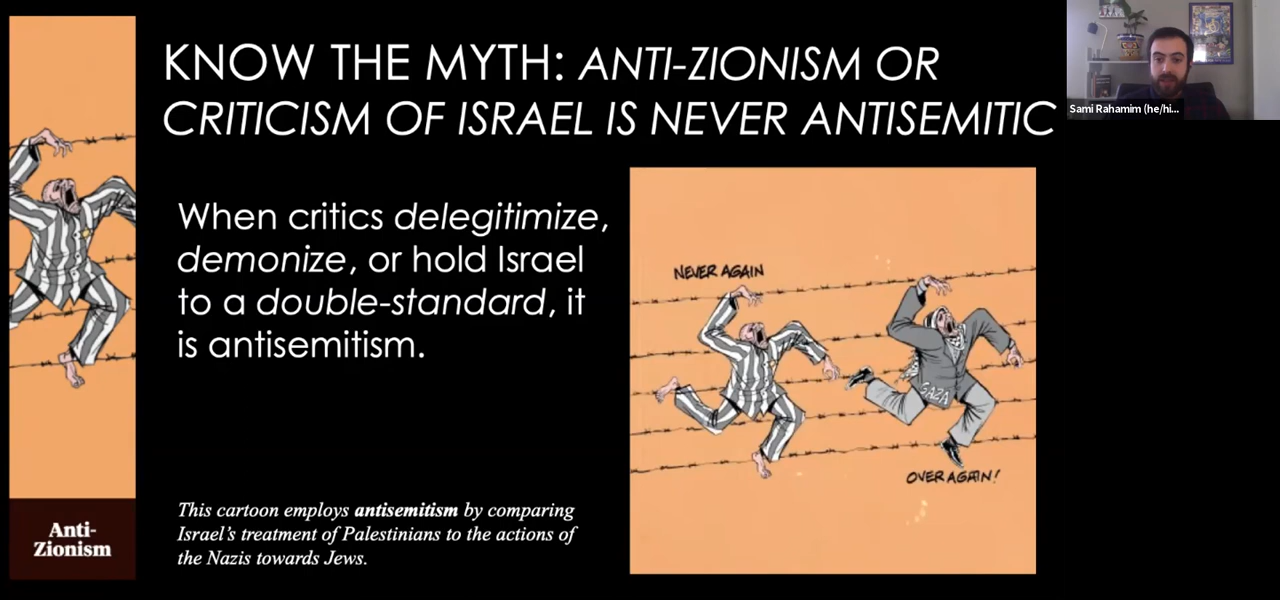 KNOW THE MYTH: ANTI-ZIONISM OR
CRITICISM OF ISRAEL IS NEVER ANTISEMITIC
Sami Rahamim (he/hi...
When critics delegitimize,
demonize, or hold Israel
to a double-standard, it
is antisemitism.
NEVER AGAIN
GAZA
OVER AGAIN!
This cartoon employs antisemitism by comparing
Israel's treatment of Palestinians to the actions of
the Nazis towards Jews.
Anti-
Zionism